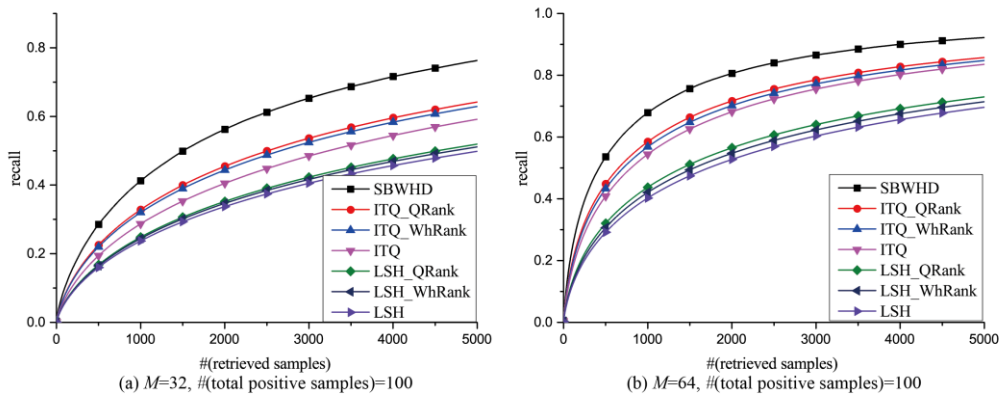 recall
0.8
0.6
0.4
0.2
0.0
0 1000 2000 3000 4000 5000
#(retrieved samples)
SBWHD
ITQ_QRank
ITQ_WhRank
ITQ
LSH_QRank
LSH_WhRank
LSH
(a) M=32, #(total positive samples)=100
recall
1.0
0.8
0.6
0.4
0.2
0.0
0 1000 2000 3000 4000 5000
#(retrieved samples)
SBWHD
ITQ_QRank
ITQ_WhRank
ITQ
LSH_QRank
LSH_WhRank
LSH
(b) M=64, #(total positive samples)=100